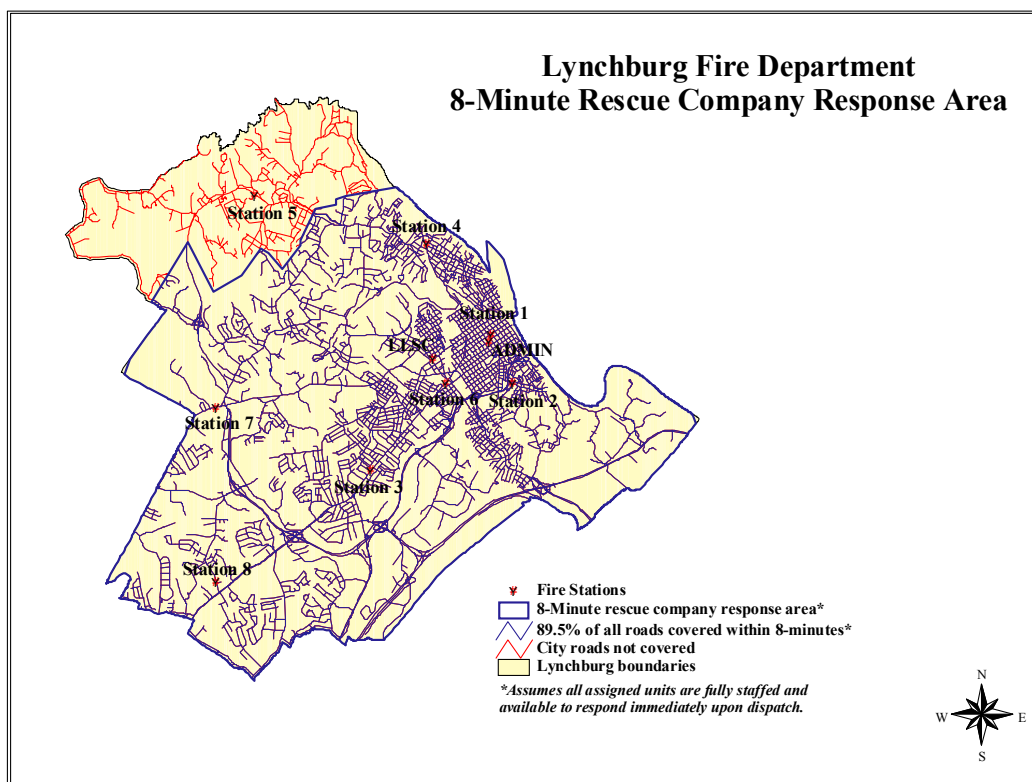 Lynchburg Fire Department
8-Minute Rescue Company Response Area
Station 5
Station 4
Station 1
ADMIN
Station 6
Station 2
Station 7
Station 3
Station 8
Fire Stations
8-Minute rescue company response area*
89.5% of all roads covered within 8-minutes*
City roads not covered
Lynchburg boundaries
*Assumes all assigned units are fully staffed and
available to respond immediately upon dispatch.
N
W
E
S